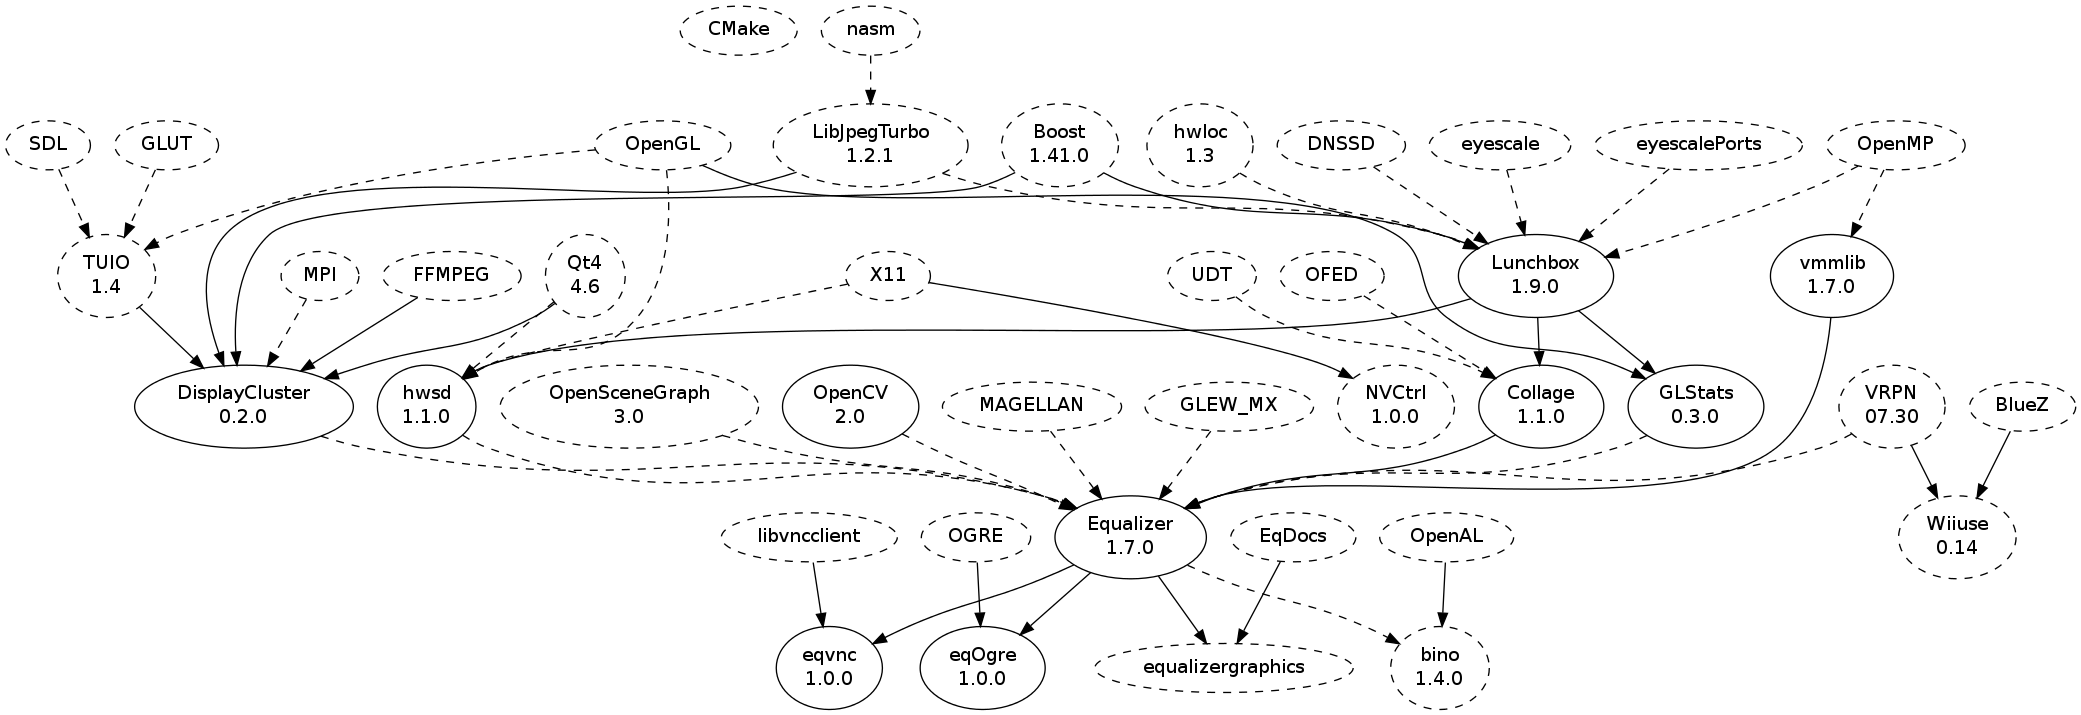 CMake
nasm
SDL
GLUT
OpenGL
LibJpegTurbo
1.2.1
Boost
1.41.0
hwloc
1.3
DNSSD
eyescale
eyescalePorts
OpenMP
TUIO
1.4
MPI
FFMPEG
Qt4
4.6
X11
UDT
OFED
Lunchbox
1.9.0
vmmlib
1.7.0
DisplayCluster
0.2.0
hwsd
1.1.0
OpenSceneGraph
3.0
OpenCV
2.0
MAGELLAN
GLEW_MX
NVCtrl
1.0.0
Collage
1.1.0
GLStats
0.3.0
VRPN
07.30
BlueZ
libvncclient
OGRE
Equalizer
1.7.0
EqDocs
OpenAL
Wiiuse
0.14
eqvnc
1.0.0
eqOgre
1.0.0
equalizergraphics
bino
1.4.0